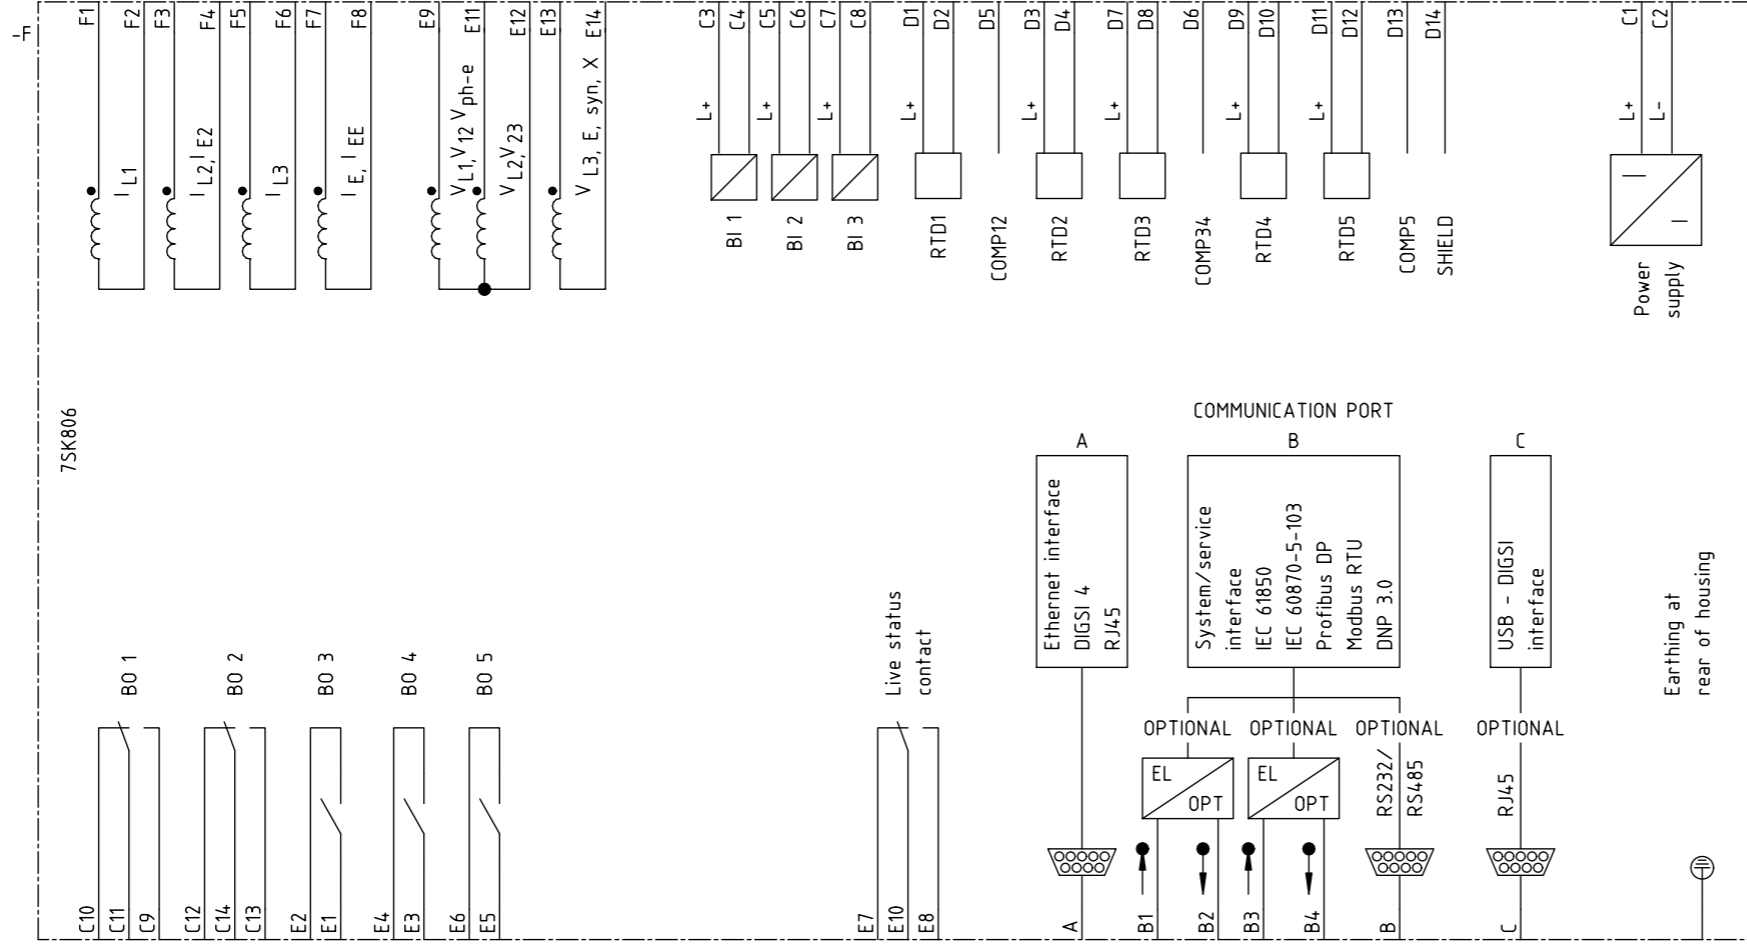 -F
F1
F2
F3
F4
F5
F6
F7
F8
E9
E11
E12
E13
E14
C3
C4
C5
C6
C7
C8
D1
D2
D5
D3
D4
D7
D8
D6
D9
D10
D11
D12
D13
D14
C1
C2
I L1
I L2, I E2
I L3
I E, I EE
V L1, V 12 V ph-e
V L2, V 23
V L3, E, syn, X
L+
L+
L+
L+
L+
L+
L+
L+
L+
L-
BI 1
BI 2
BI 3
RTD1
COMP12
RTD2
RTD3
COMP34
RTD4
RTD5
COMP5
SHIELD
Power
supply
7SK806
COMMUNICATION PORT
A
B
C
Ethernet interface
DIGSI 4
RJ45
System/service
interface
IEC 61850
IEC 60870-5-103
Profibus DP
Modbus RTU
DNP 3.0
USB - DIGSI
interface
Earthing at
rear of housing
BO 1
BO 2
BO 3
BO 4
BO 5
Live status
contact
OPTIONAL
OPTIONAL
OPTIONAL
OPTIONAL
EL
OPT
EL
OPT
RS232/
RS485
RJ45
C10
C11
C9
C12
C14
C13
E2
E1
E4
E3
E6
E5
E7
E10
E8
A
B1
B2
B3
B4
B
C